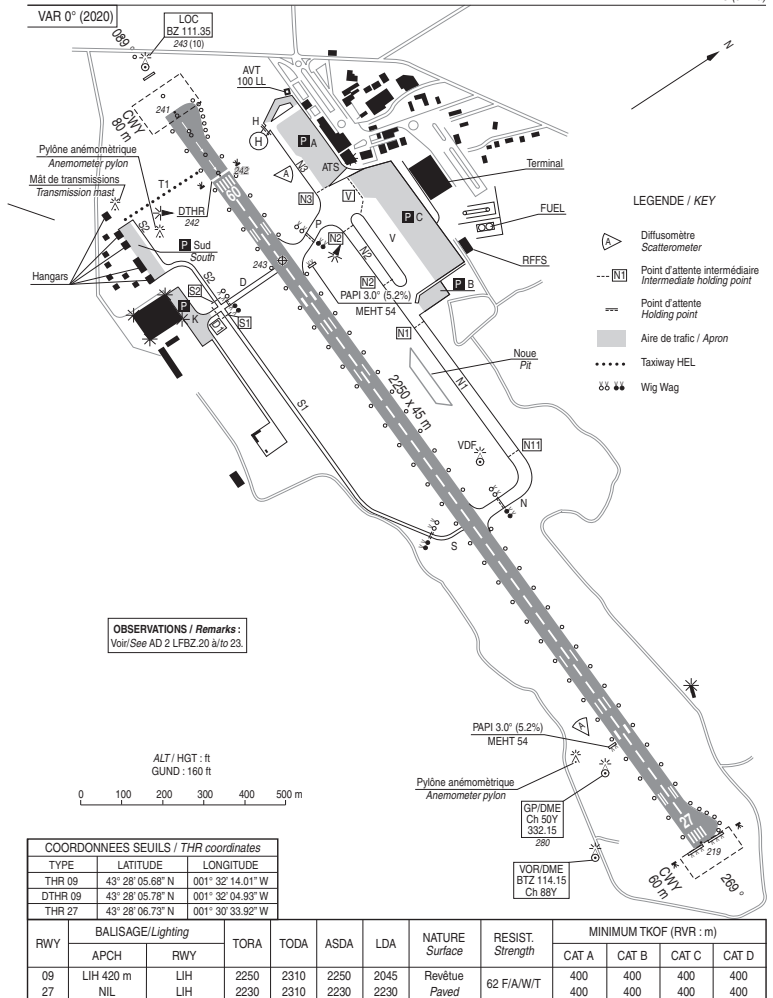 VAR 0° (2020)
LOC
BZ 111.35
243 (10)
089 °
AVT
100 LL
CWY
80 m
241
H
H
P A
ATS
N3
N3
A
Terminal
N
Pylône anémomètrique
Anemometer pylon
Mât de transmissions
Transmission mast
T1
242
DTHR
242
S2
P Sud
South
Hangars
243
P
N2
N2
V
V
P C
FUEL
RFFS
P B
N2
PAPI 3.0° (5.2%)
MEHT 54
N1
D
S2
S2
S1
D1
P
K
Noue
Pit
N1
S1
2250 x 45 m
VDF
N11
N
S
LEGENDE / KEY
A
Diffusomètre
Scatterometer
N1
Point d'attente intermédiaire
Intermediate holding point
Point d'attente
Holding point
Aire de trafic / Apron
Taxiway HEL
Wig Wag
OBSERVATIONS / Remarks :
Voir/See AD 2 LFBZ.20 à/to 23.
ALT / HGT : ft
GUND : 160 ft
0 100 200 300 400 500 m
PAPI 3.0° (5.2%)
MEHT 54
A
Pylône anémomètrique
Anemometer pylon
GP/DME
Ch 50Y
332.15
280
VOR/DME
BTZ 114.15
Ch 88Y
27
219
CWY
60 m
269 °
COORDONNEES SEUILS / THR coordinates
TYPE LATITUDE LONGITUDE
THR 09 43° 28' 05.68" N 001° 32' 14.01" W
DTHR 09 43° 28' 05.78" N 001° 32' 04.93" W
THR 27 43° 28' 06.73" N 001° 30' 33.92" W
RWY BALISAGE/Lighting TORA TODA ASDA LDA NATURE Surface RESIST. Strength MINIMUM TKOF (RVR : m)
APCH RWY CAT A CAT B CAT C CAT D
09 LIH 420 m LIH 2250 2310 2250 2045 Revêtue 62 F/A/W/T 400 400 400 400
27 NIL LIH 2230 2310 2230 2230 Paved 400 400 400 400